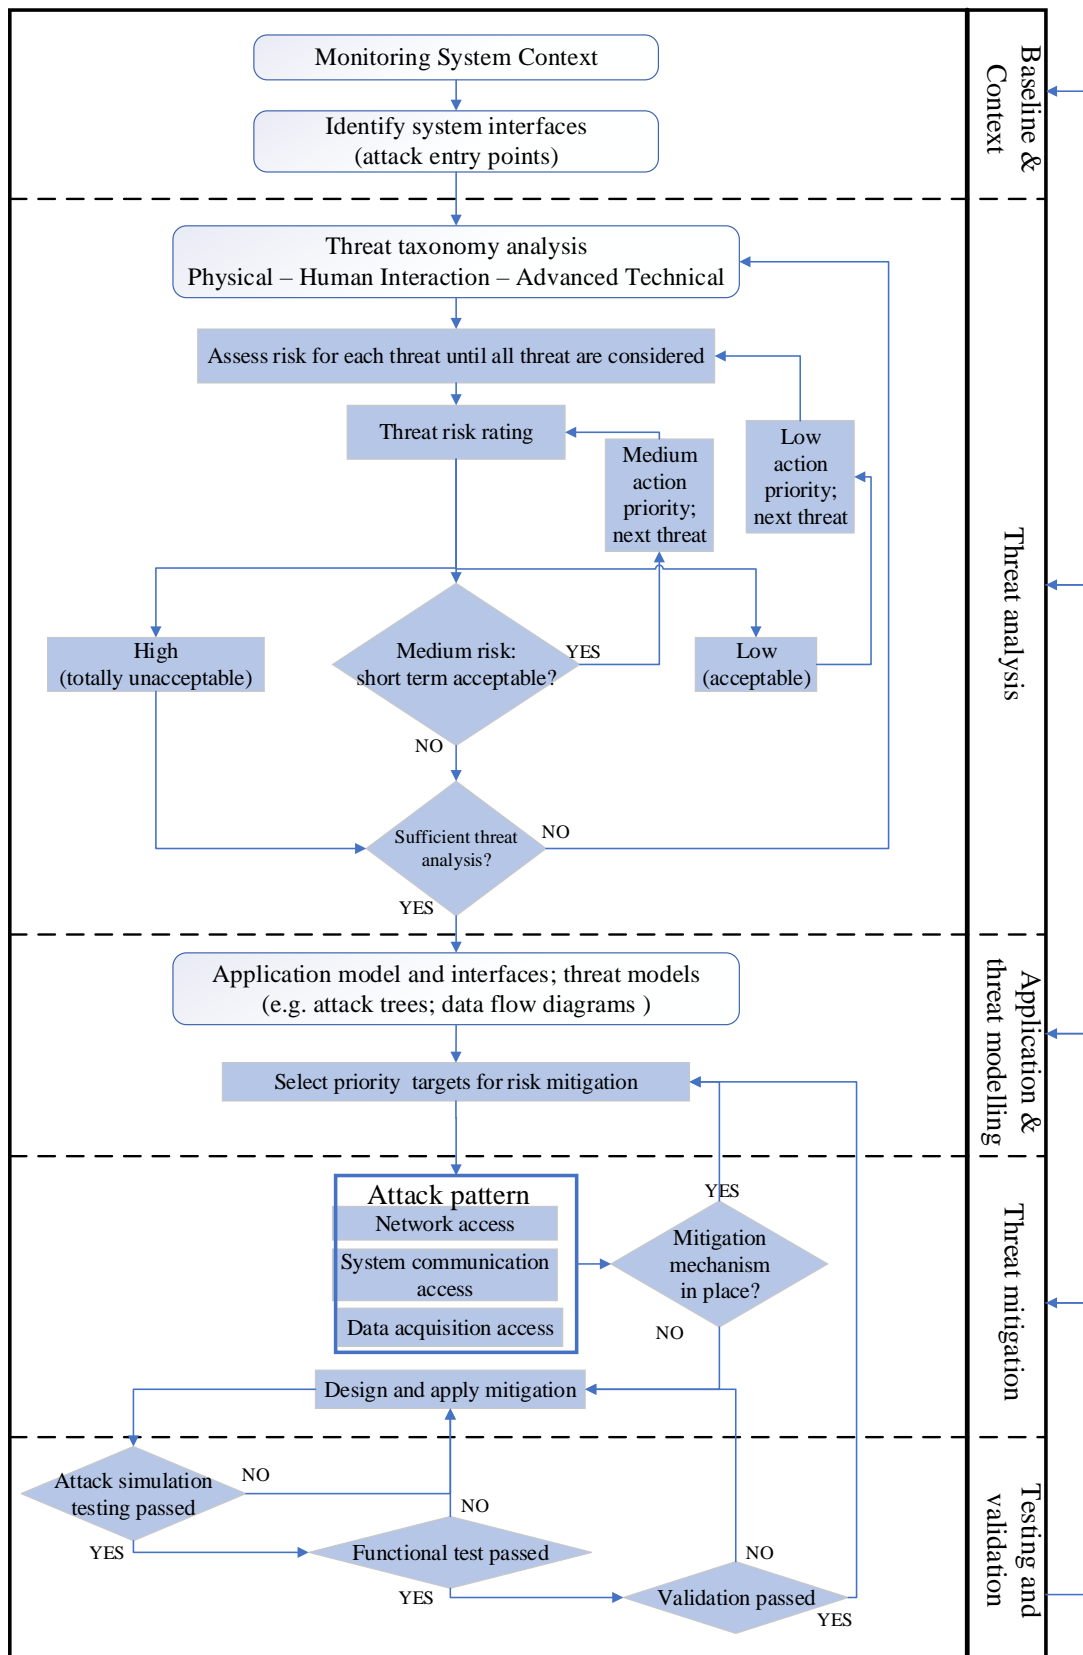 Monitoring System Context
Identify system interfaces
(attack entry points)
Baseline &
Context
Threat taxonomy analysis
Physical – Human Interaction – Advanced Technical
Assess risk for each threat until all threat are considered
Threat risk rating
Medium
action
priority;
next threat
Low
action
priority;
next threat
High
(totally unacceptable)
Medium risk:
short term acceptable?
YES
Low
(acceptable)
NO
Sufficient threat
analysis?
NO
YES
Threat analysis
Application model and interfaces; threat models
(e.g. attack trees; data flow diagrams )
Select priority targets for risk mitigation
Application &
threat modelling
Attack pattern
Network access
System communication
access
Data acquisition access
YES
Mitigation
mechanism
in place?
NO
Design and apply mitigation
Threat mitigation
Attack simulation
testing passed
NO
YES
NO
Functional test passed
YES
NO
Validation passed
YES
Testing and
validation